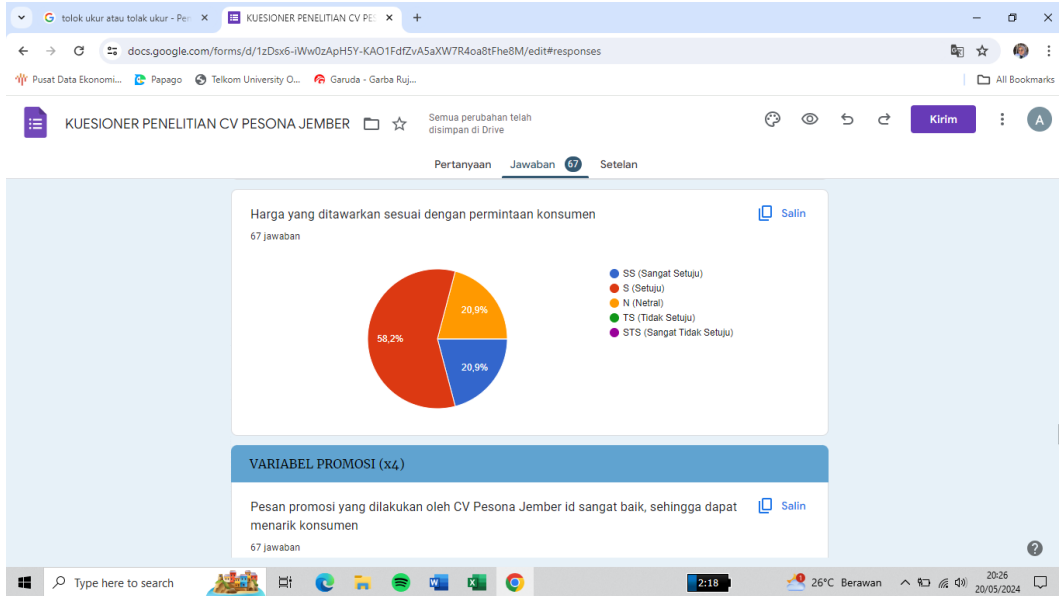 tolok ukur atau tolak ukur - Pen
KUESIONER PENELITIAN CV PES
docs.google.com/forms/d/1zDsx6-iWw0zApH5Y-KAO1FdfZvA5aXW7R4oa8tFhe8M/edit#responses
Pusat Data Ekonomi... Papago Telkom University O... Garuda - Garba Ruj... All Bookmarks
KUESIONER PENELITIAN CV PESONA JEMBER
Semua perubahan telah
disimpan di Drive
Kirim
A
Pertanyaan Jawaban 67 Setelan
Harga yang ditawarkan sesuai dengan permintaan konsumen
Salin
67 jawaban
SS (Sangat Setuju)
S (Setuju)
N (Netral)
TS (Tidak Setuju)
STS (Sangat Tidak Setuju)
20,9%
58,2%
20,9%
VARIABEL PROMOSI (x4)
Pesan promosi yang dilakukan oleh CV Pesona Jember id sangat baik, sehingga dapat
menarik konsumen
Salin
67 jawaban
Type here to search
2:18
26°C Berawan
20:26
20/05/2024